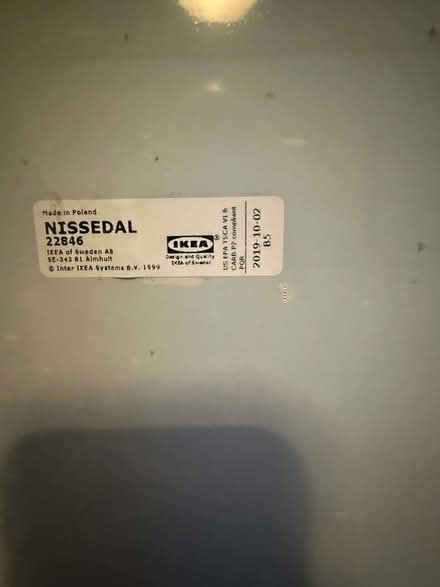 Made in Poland
NISSEDAL
22846
IKEA of Sweden AB
SE-343 81 Älmhult
© Inter IKEA Systems B.V. 1999
IKEA®
Design and Quality
IKEA of Sweden
US EPA TSCA VI &
CARB P2 compliant
POR
2019-10-02
B5